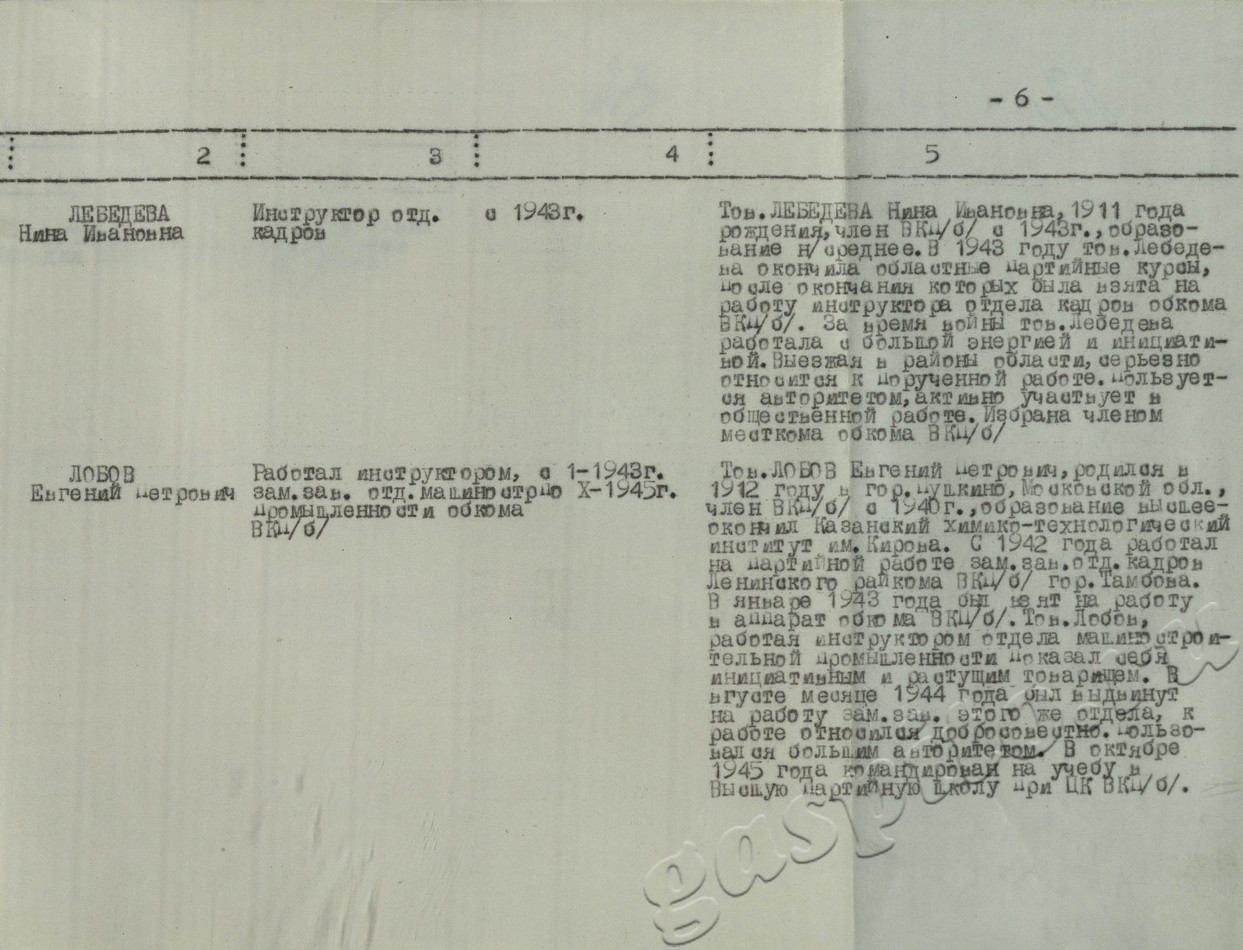 - 6 -
2 3 4 5
ЛЕБЕДЕВА
Нина Ивановна
Инструктор отд.
кадров
с 1943г.
Тов.ЛЕБЕДЕВА Нина Ивановна,1911 года
рождения,член ВКП/б/ с 1943г.,образо-
вание н/среднее.В 1943 году тов.Лебеде-
ва окончила областные партийные курсы,
после окончания которых была взята на
работу инструктора отдела кадров обкома
ВКП/б/. За время войны тов.Лебедева
работала с большой энергией и инициати-
вой.Выезжая в районы области,серьезно
относится к порученной работе.Пользует-
ся авторитетом,активно участвует в
общественной работе.Избрана членом
месткома обкома ВКП/б/
ЛОБОВ
Евгений Петрович
Работал инструктором, с 1-1943г.
зам.зав. отд.машиностр.по X-1945г.
промышленности обкома
ВКП/б/
Тов.ЛОБОВ Евгений Петрович,родился в
1912 году в гор.Пушкино,Московской обл.,
член ВКП/б/ с 1940г.,образование высшее-
окончил Казанский химико-технологический
институт им.Кирова. С 1942 года работал
на партийной работе зам.зав.отд.кадров
Ленинского райкома ВКП/б/ гор.Тамбова.
В январе 1943 года был взят на работу
в аппарат обкома ВКП/б/.Тов.Лобов,
работая инструктором отдела машинострои-
тельной промышленности показал себя
инициативным и растущим товарищем. В
вгусте месяце 1944 года был выдвинут
на работу зам.зав. этого же отдела, к
работе относился добросовестно.Пользо-
вался большим авторитетом. В октябре
1945 года командирован на учебу в
Высшую партийную школу при ЦК ВКП/б/.